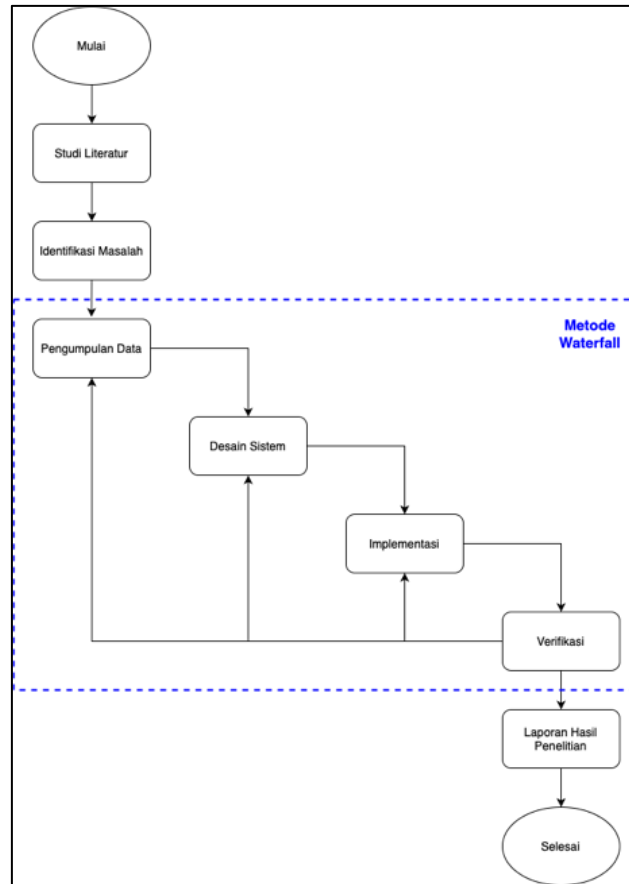 Mulai
Studi Literatur
Identifikasi Masalah
Metode
Waterfall
Pengumpulan Data
Desain Sistem
Implementasi
Verifikasi
Laporan Hasil
Penelitian
Selesai